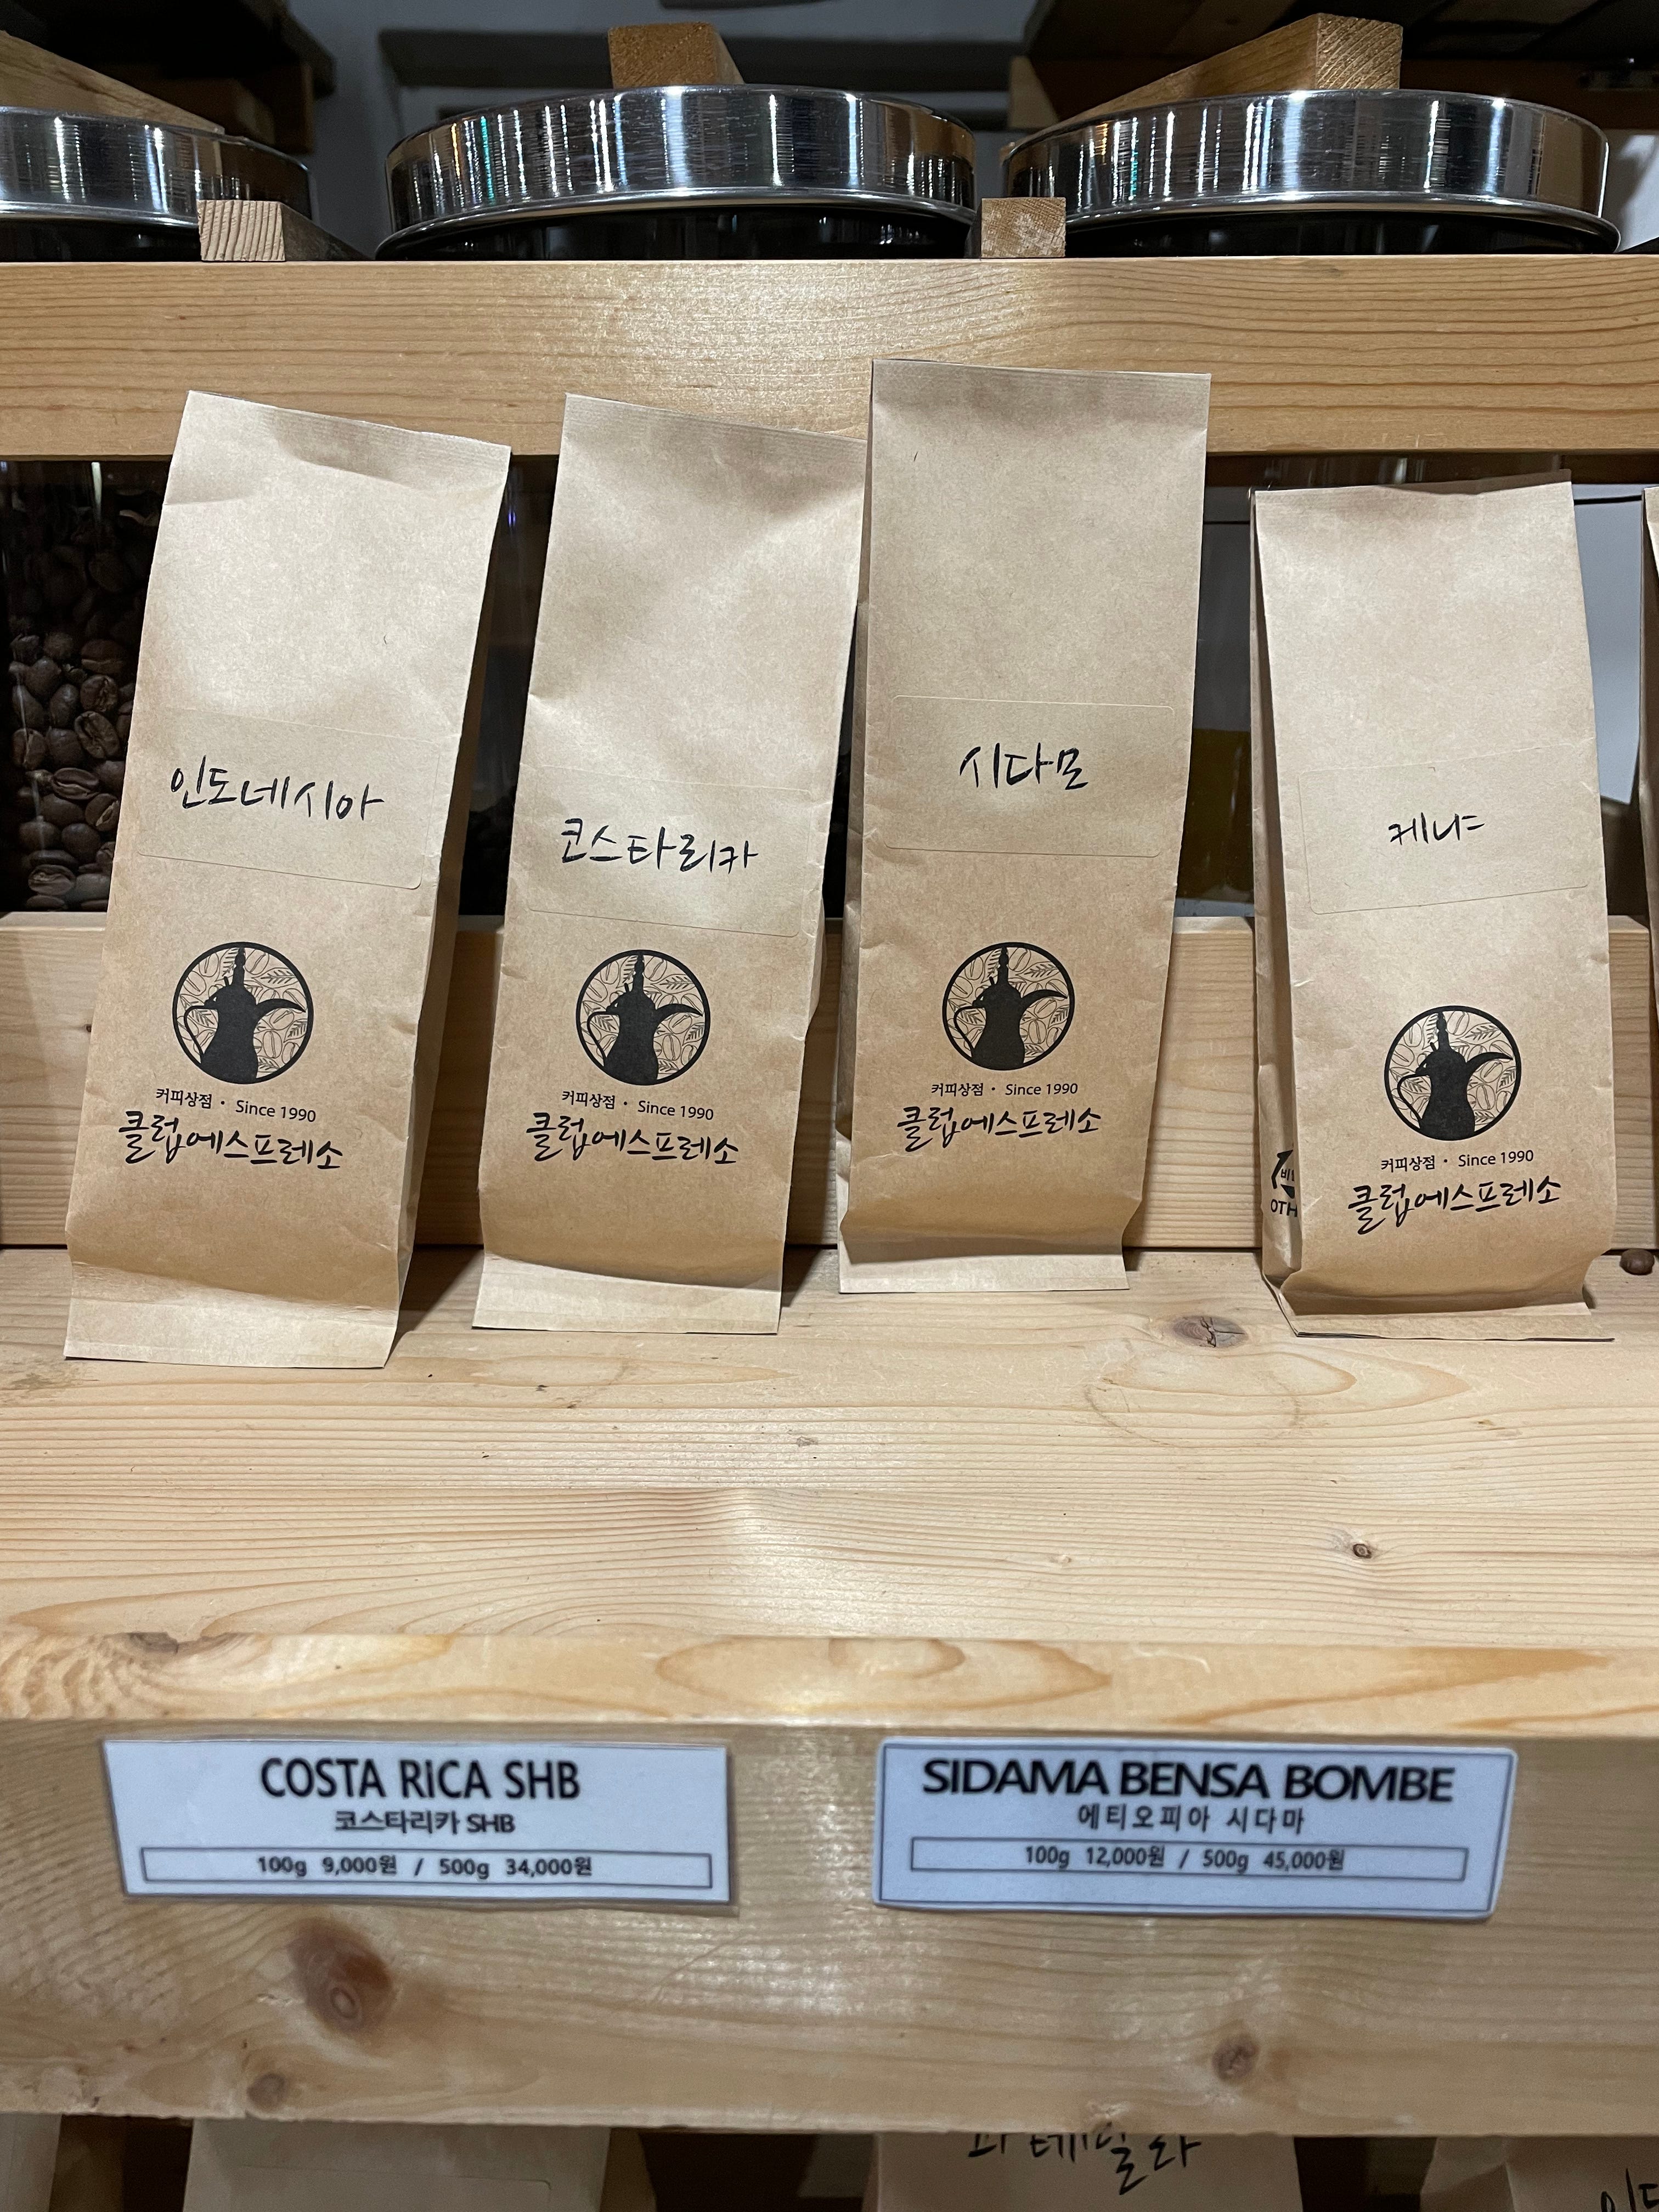 인도네시아
커피상점 · Since 1990
클럽에스프레소
코스타리카
커피상점 · Since 1990
클럽에스프레소
시다모
커피상점 · Since 1990
클럽에스프레소
케냐
커피상점 · Since 1990
클럽에스프레소
COSTA RICA SHB
코스타리카 SHB
100g 9,000원 / 500g 34,000원
SIDAMA BENSA BOMBE
에티오피아 시다마
100g 12,000원 / 500g 45,000원